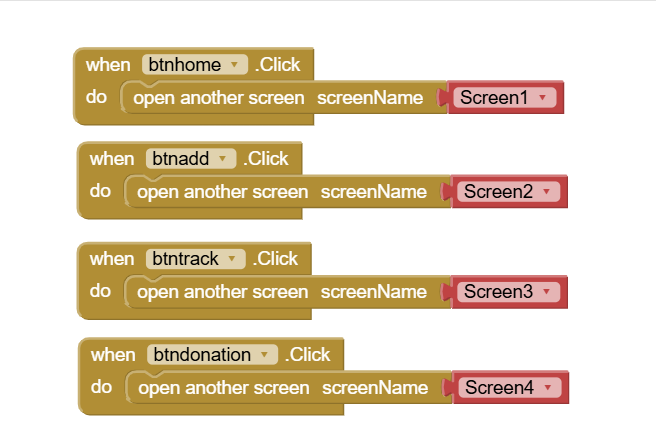 when btnhome .Click
do open another screen screenName Screen1
when btnadd .Click
do open another screen screenName Screen2
when btntrack .Click
do open another screen screenName Screen3
when btndonation .Click
do open another screen screenName Screen4